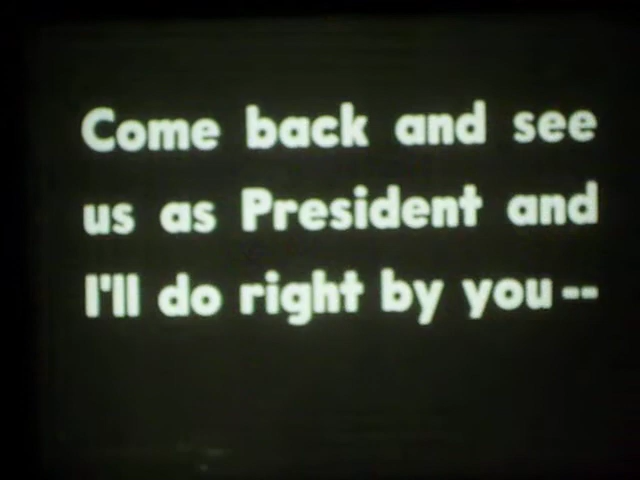 Come back and see
us as President and
I'll do right by you --